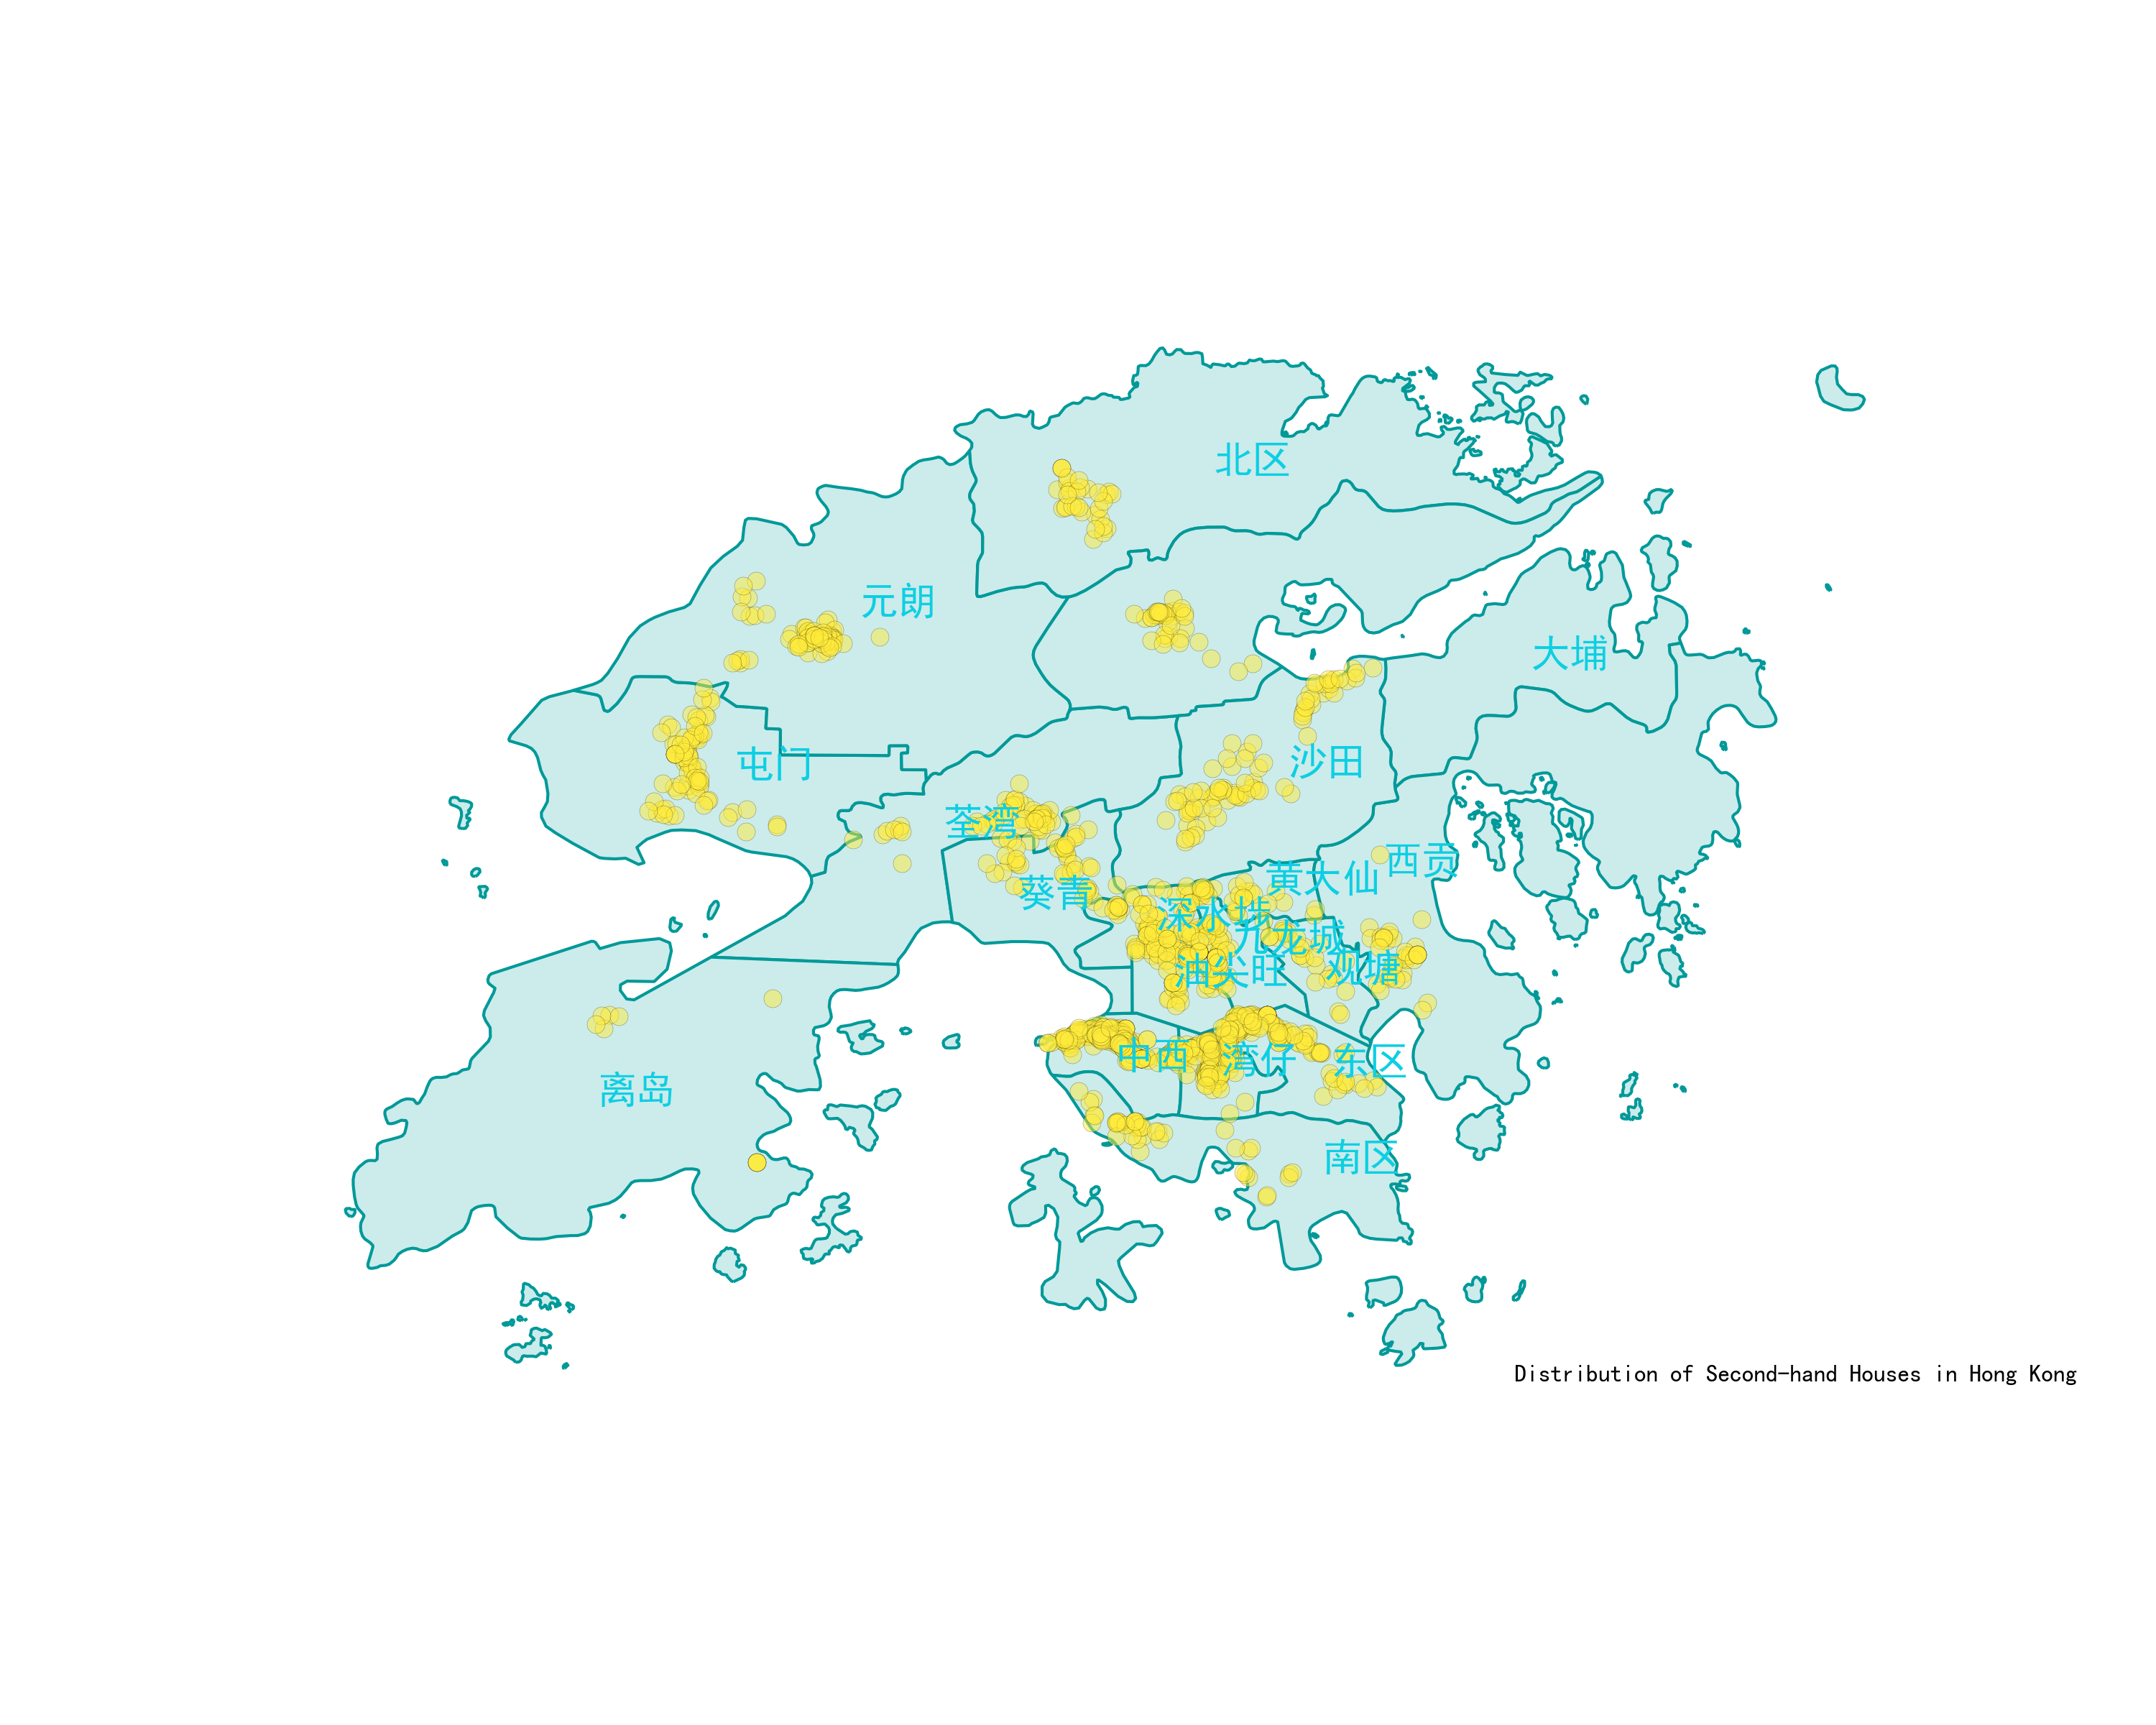 北区
元朗
大埔
屯门
沙田
荃湾
西贡
黄大仙
葵青
深水埗
九龙城
油尖旺
观塘
中西
湾仔
东区
离岛
南区
Distribution of Second-hand Houses in Hong Kong